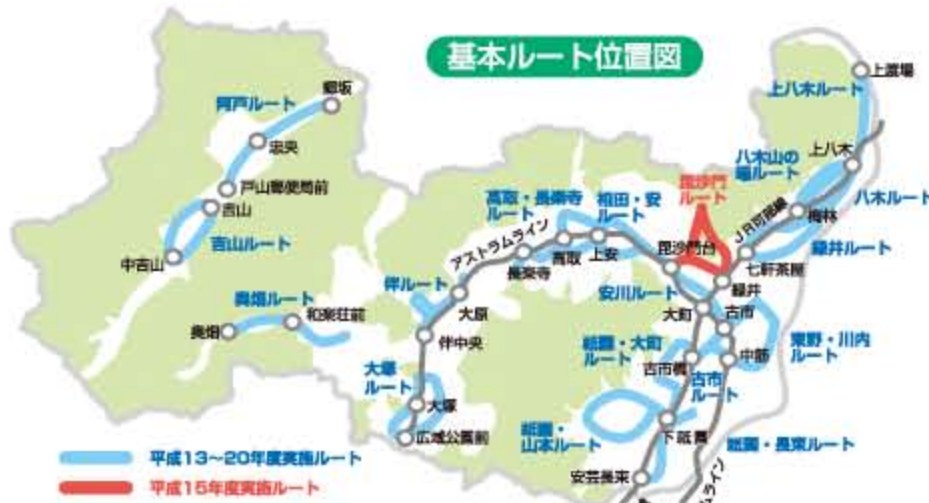 基本ルート位置図
上渡場
上八木ルート
上八木
八木山の
端ルート
八木ルート
梅林
JR可部線
緑井ルート
七軒茶屋
毘沙門
ルート
毘沙門台
緑井
相田・安
ルート
高取・長楽寺
ルート
アストラムライン
長楽寺
高取
上安
安川ルート
大町
古市
東野・川内
ルート
中筋
祇園・大町
ルート
古市橋
古市
ルート
下祇園
祇園・
山本ルート
祇園・長束ルート
安芸長束
ムライン
伴ルート
大原
伴中央
大塚
ルート
大塚
広域公園前
阿戸ルート
忠央
戸山郵便局前
吉山
吉山ルート
中吉山
奥畑ルート
和楽荘前
奥畑
平成13〜20年度実施ルート
平成15年度実施ルート